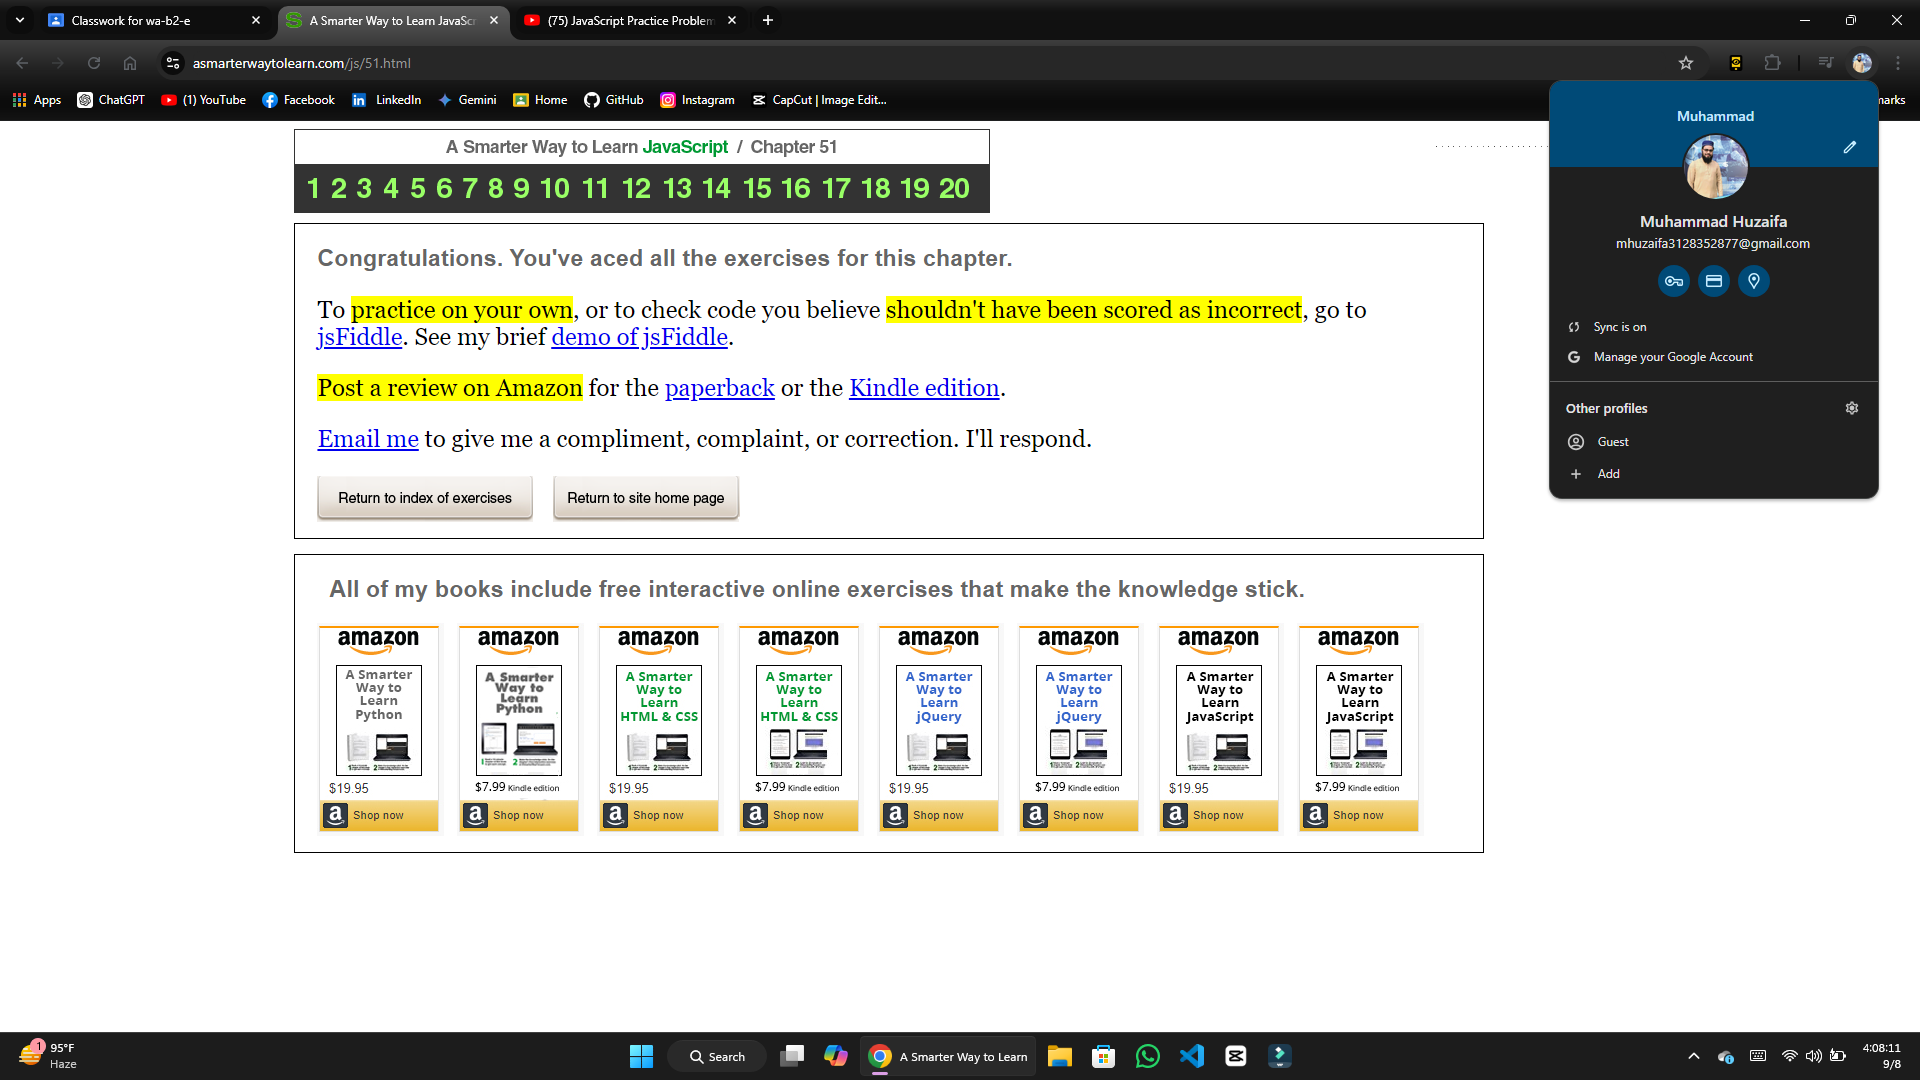 Classwork for wa-b2-e
A Smarter Way to Learn JavaSc
(75) JavaScript Practice Problem
asmarterwaytolearn.com/js/51.html
Apps
ChatGPT
(1) YouTube
Facebook
LinkedIn
Gemini
Home
GitHub
Instagram
CapCut | Image Edit...
marks
A Smarter Way to Learn JavaScript / Chapter 51
1 2 3 4 5 6 7 8 9 10 11 12 13 14 15 16 17 18 19 20
Congratulations. You've aced all the exercises for this chapter.
To practice on your own, or to check code you believe shouldn't have been scored as incorrect, go to
jsFiddle. See my brief demo of jsFiddle.
Post a review on Amazon for the paperback or the Kindle edition.
Email me to give me a compliment, complaint, or correction. I'll respond.
Return to index of exercises
Return to site home page
Muhammad
Muhammad Huzaifa
mhuzaifa3128352877@gmail.com
Sync is on
Manage your Google Account
Other profiles
Guest
Add
All of my books include free interactive online exercises that make the knowledge stick.
amazon
A Smarter
Way to
Learn
Python
$19.95
Shop now
amazon
A Smarter
Way to
Learn
Python
$7.99 Kindle edition
Shop now
amazon
A Smarter
Way to
Learn
HTML & CSS
$19.95
Shop now
amazon
A Smarter
Way to
Learn
HTML & CSS
$7.99 Kindle edition
Shop now
amazon
A Smarter
Way to
Learn
jQuery
$19.95
Shop now
amazon
A Smarter
Way to
Learn
jQuery
$7.99 Kindle edition
Shop now
amazon
A Smarter
Way to
Learn
JavaScript
$19.95
Shop now
amazon
A Smarter
Way to
Learn
JavaScript
$7.99 Kindle edition
Shop now
1
95°F
Haze
Search
A Smarter Way to Learn
4:08:11
9/8